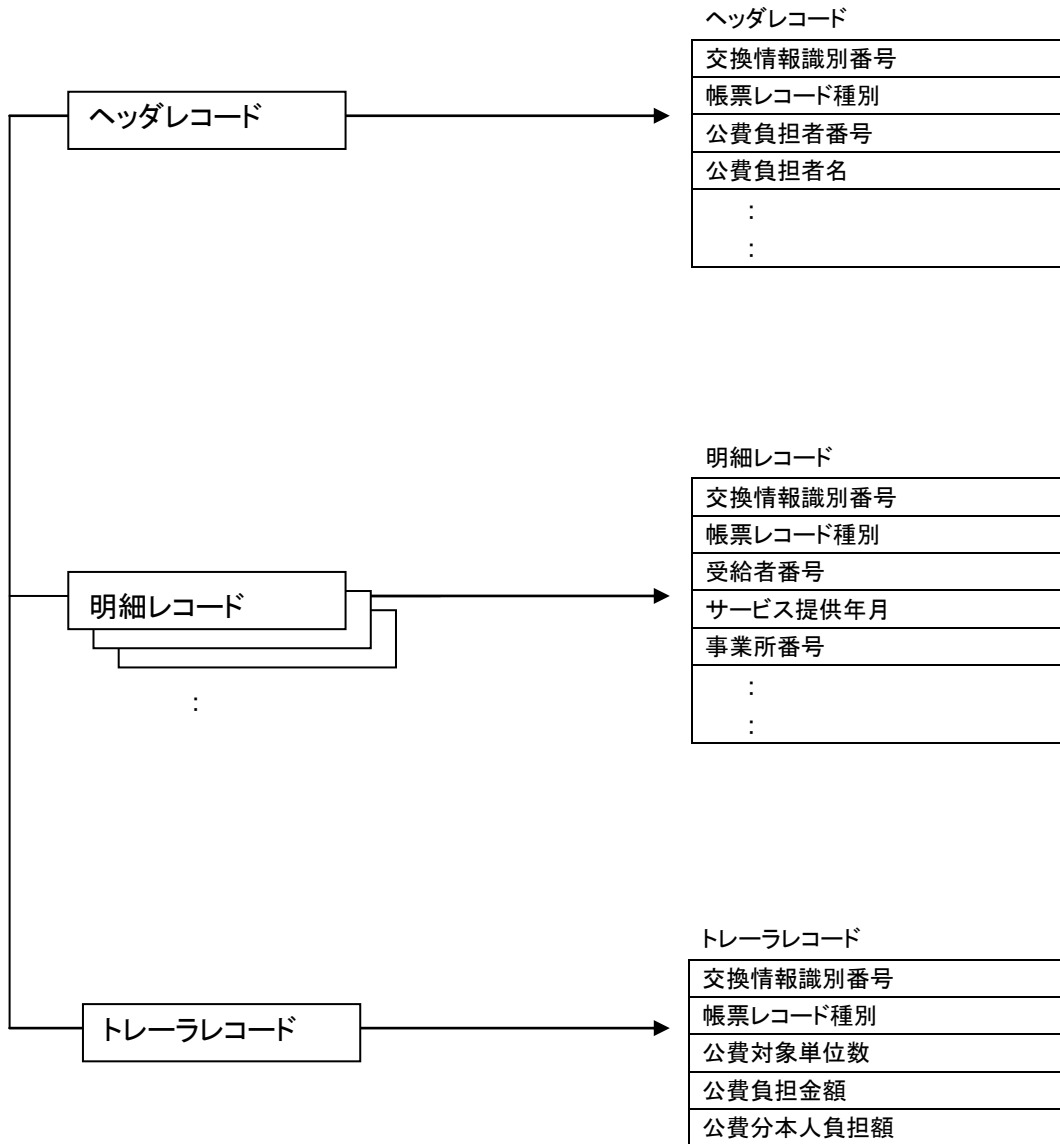 ヘッダレコード
ヘッダレコード
交換情報識別番号
帳票レコード種別
公費負担者番号
公費負担者名
:
:
明細レコード
:
明細レコード
交換情報識別番号
帳票レコード種別
受給者番号
サービス提供年月
事業所番号
:
:
トレーラレコード
トレーラレコード
交換情報識別番号
帳票レコード種別
公費対象単位数
公費負担金額
公費分本人負担額